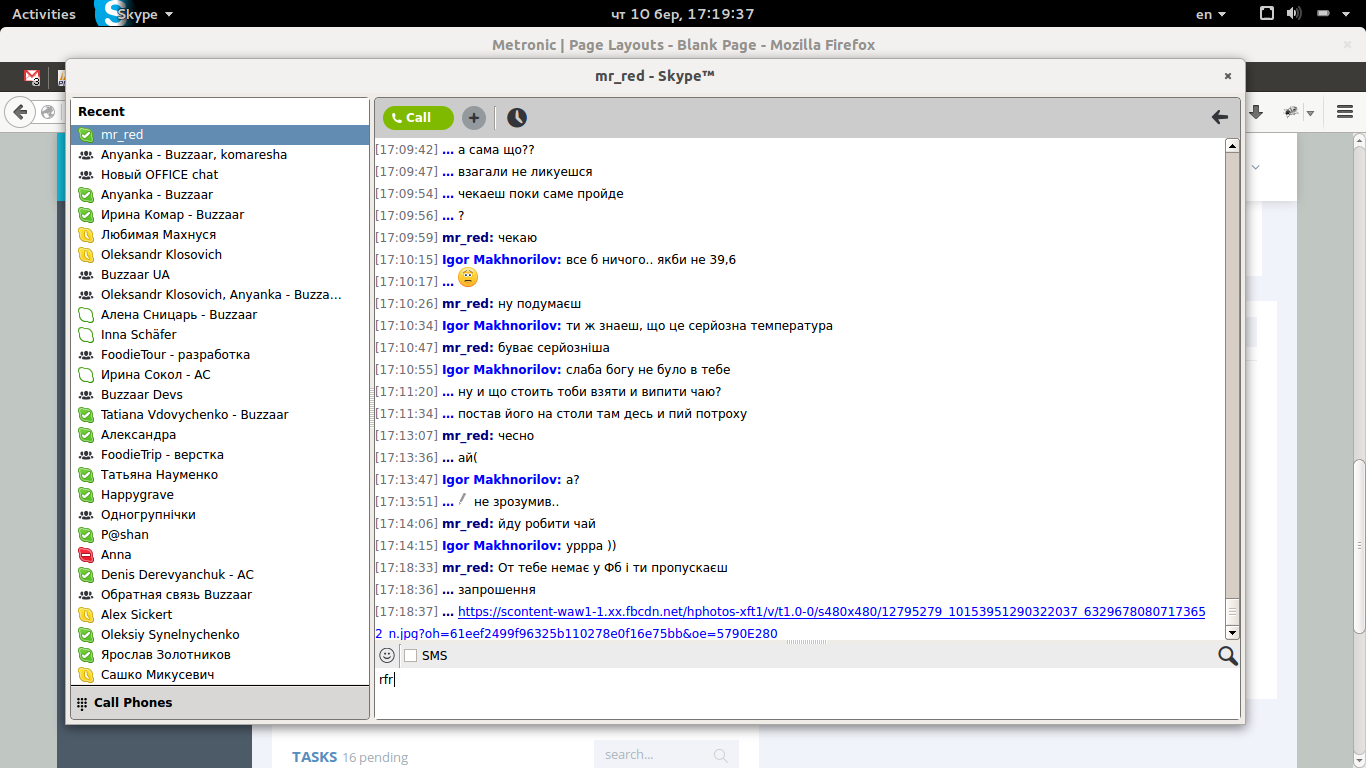 Activities
Skype
чт 10 бер, 17:19:37
en
Metronic | Page Layouts - Blank Page - Mozilla Firefox
mr_red - Skype™
Recent
mr_red
Anyanka - Buzzaar, komaresha
Новый OFFICE chat
Anyanka - Buzzaar
Ирина Комар - Buzzaar
Любимая Махнуся
Oleksandr Klosovich
Buzzaar UA
Oleksandr Klosovich, Anyanka - Buzza...
Алена Сницарь - Buzzaar
Inna Schäfer
FoodieTour - разработка
Ирина Сокол - АС
Buzzaar Devs
Tatiana Vdovychenko - Buzzaar
Александра
FoodieTrip - верстка
Татьяна Науменко
Happygrave
Одногрупнічки
P@shan
Anna
Denis Derevyanchuk - AC
Обратная связь Buzzaar
Alex Sickert
Oleksiy Synelnychenko
Ярослав Золотников
Сашко Микусевич
Call Phones
Call
[17:09:42] ... а сама що??
[17:09:47] ... взагали не ликуешся
[17:09:54] ... чекаеш поки саме пройде
[17:09:56] ... ?
[17:09:59] mr_red: чекаю
[17:10:15] Igor Makhnorilov: все б ничого.. якби не 39,6
[17:10:17] ...
[17:10:26] mr_red: ну подумаєш
[17:10:34] Igor Makhnorilov: ти ж знаеш, що це серйозна температура
[17:10:47] mr_red: буває серйозніша
[17:10:55] Igor Makhnorilov: слаба богу не було в тебе
[17:11:20] ... ну и що стоить тоби взяти и випити чаю?
[17:11:34] ... постав його на столи там десь и пий потроху
[17:13:07] mr_red: чесно
[17:13:36] ... ай(
[17:13:47] Igor Makhnorilov: а?
[17:13:51] ... не зрозумив..
[17:14:06] mr_red: йду робити чай
[17:14:15] Igor Makhnorilov: уррра ))
[17:18:33] mr_red: От тебе немає у Фб і ти пропускаєш
[17:18:36] ... запрошення
[17:18:37] ... https://scontent-waw1-1.xx.fbcdn.net/hphotos-xft1/v/t1.0-0/s480x480/12795279_10153951290322037_6329678080717365
2_n.jpg?oh=61eef2499f96325b110278e0f16e75bb&oe=5790E280
SMS
rfr
TASKS 16 pending
search...